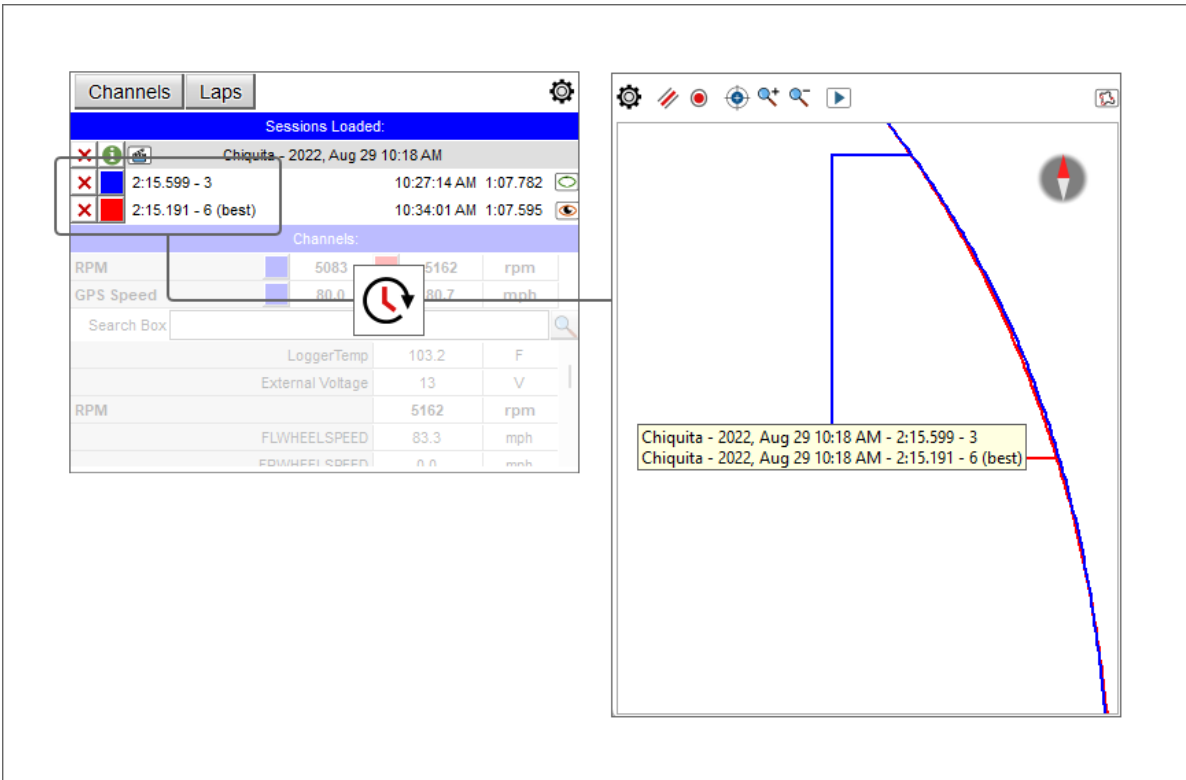 Channels Laps
Sessions Loaded:
Chiquita - 2022, Aug 29 10:18 AM
2:15.599 - 3 10:27:14 AM 1:07.782
2:15.191 - 6 (best) 10:34:01 AM 1:07.595
Channels:
RPM 5083 5162 rpm
GPS Speed 80.0 80.7 mph
Search Box
LoggerTemp 103.2 F
External Voltage 13 V
RPM 5162 rpm
FLWHEELSPEED 83.3 mph
FRWHEELSPEED 0.0 mph
Chiquita - 2022, Aug 29 10:18 AM - 2:15.599 - 3
Chiquita - 2022, Aug 29 10:18 AM - 2:15.191 - 6 (best)